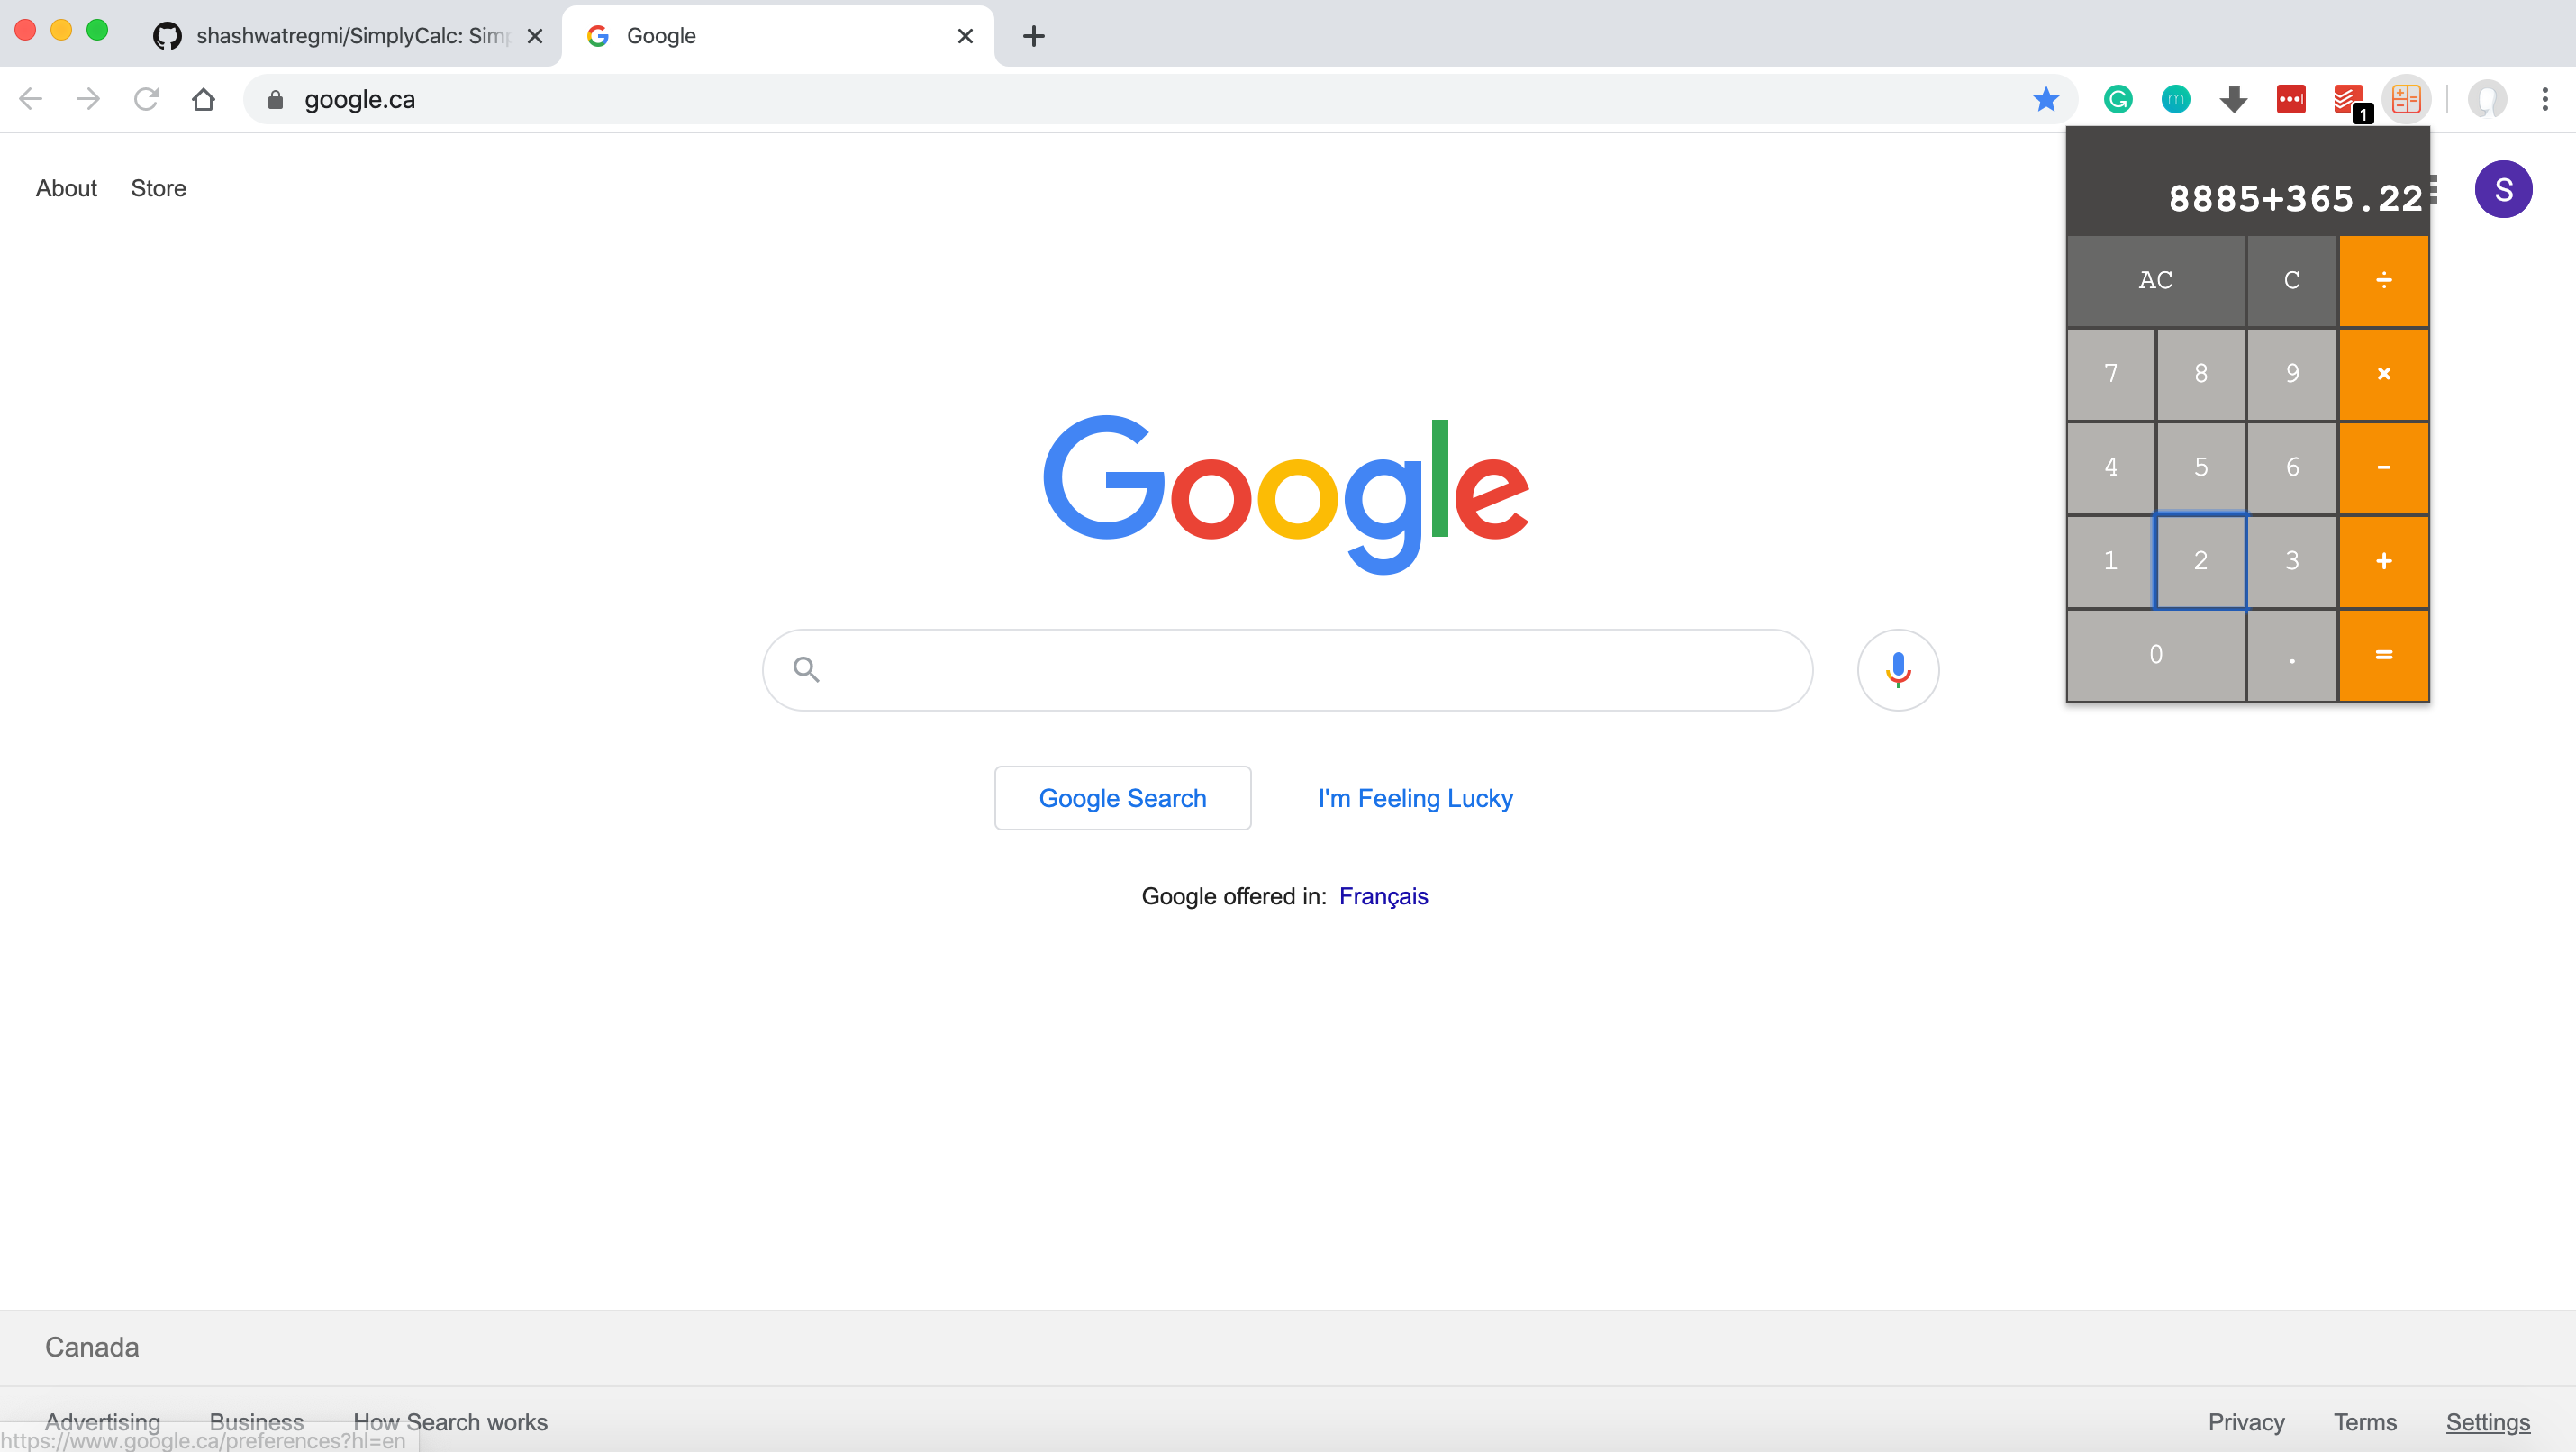 shashwatregmi/SimplyCalc: Sim
Google
google.ca
1
About Store
S
8885+365.22
AC C ÷
7 8 9 ×
4 5 6 −
1 2 3 +
0 . =
Google
Google Search I'm Feeling Lucky
Google offered in: Français
Canada
Advertising Business How Search works
Privacy Terms Settings
https://www.google.ca/preferences?hl=en